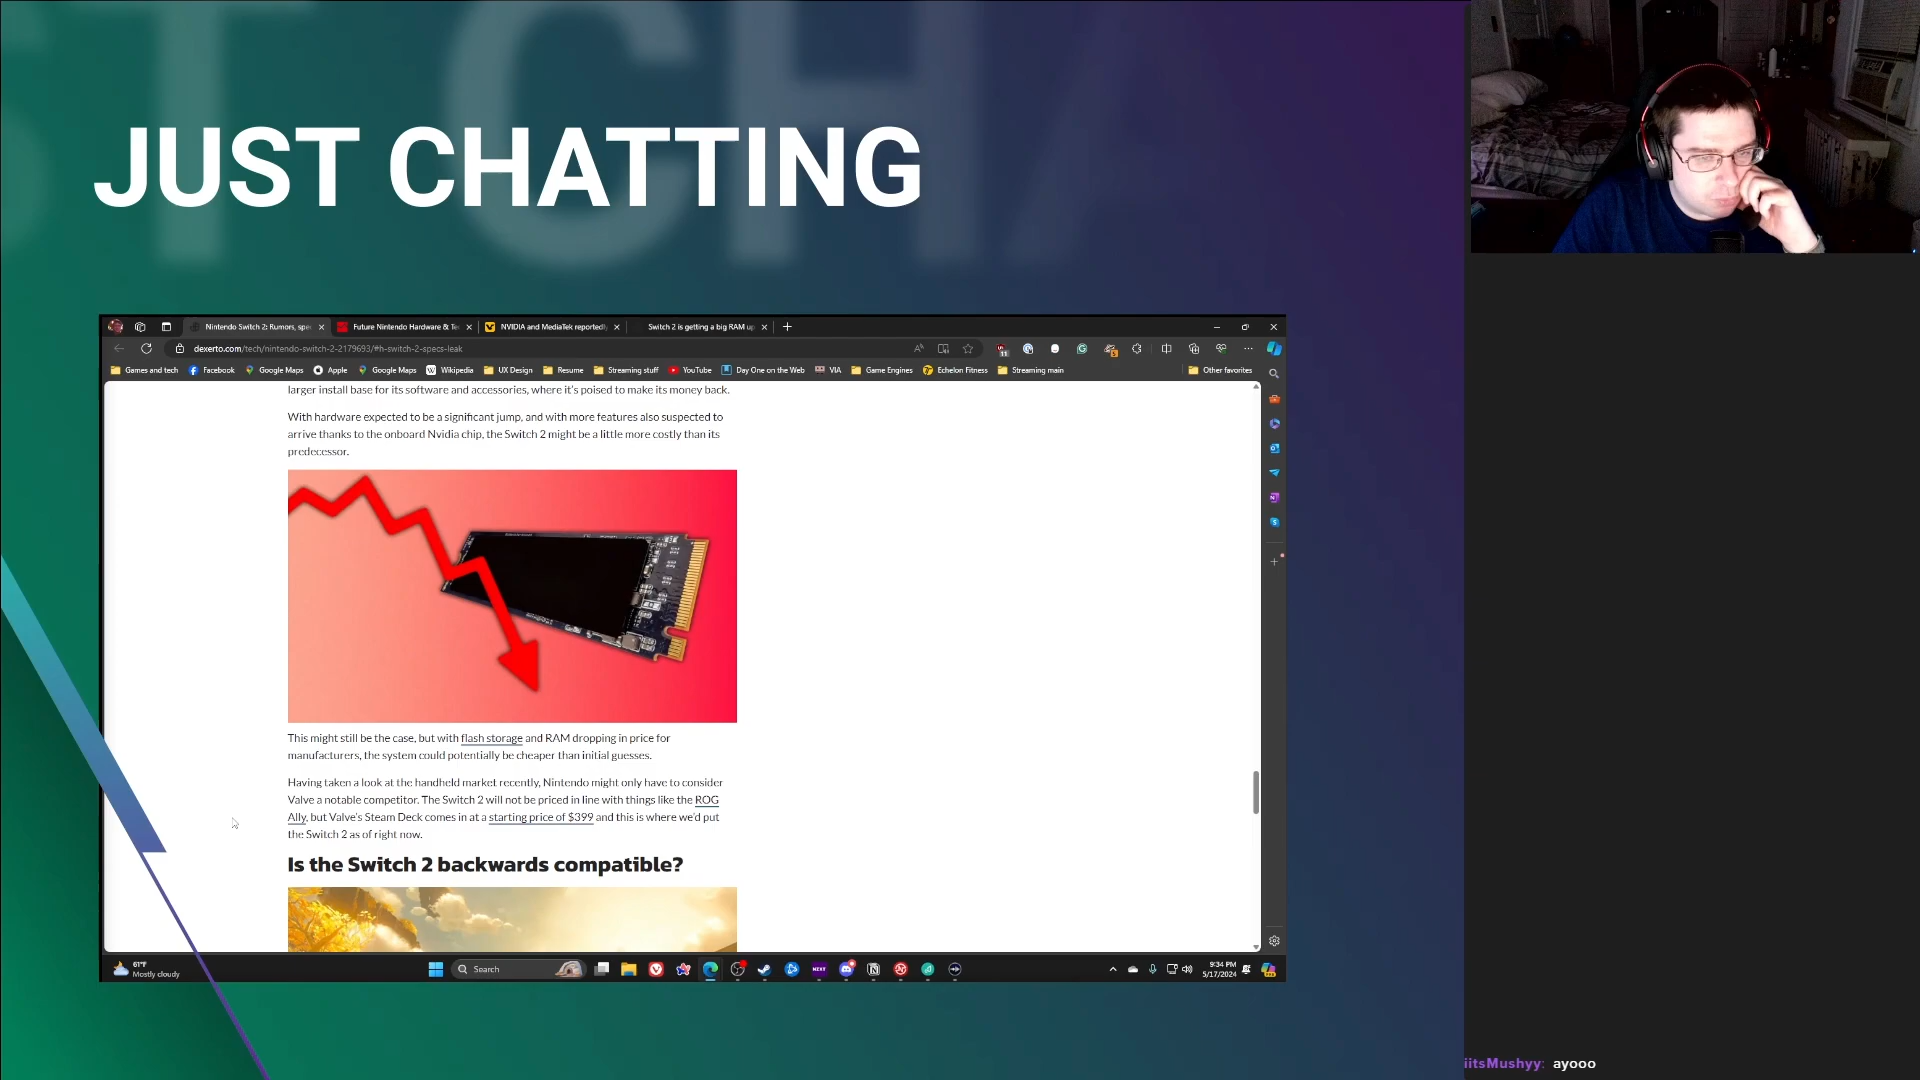 ST CHA
JUST CHATTING
Nintendo Switch 2: Rumors, spe
Future Nintendo Hardware & Te
NVIDIA and MediaTek reportedly
Switch 2 is getting a big RAM up
dexerto.com/tech/nintendo-switch-2-2179693/#h-switch-2-specs-leak
Games and tech Facebook Google Maps Apple Google Maps Wikipedia UX Design Resume Streaming stuff YouTube Day One on the Web VIA Game Engines Echelon Fitness Streaming main Other favorites
larger install base for its software and accessories, where it's poised to make its money back.
With hardware expected to be a significant jump, and with more features also suspected to
arrive thanks to the onboard Nvidia chip, the Switch 2 might be a little more costly than its
predecessor.
This might still be the case, but with flash storage and RAM dropping in price for
manufacturers, the system could potentially be cheaper than initial guesses.
Having taken a look at the handheld market recently, Nintendo might only have to consider
Valve a notable competitor. The Switch 2 will not be priced in line with things like the ROG
Ally, but Valve's Steam Deck comes in at a starting price of $399 and this is where we'd put
the Switch 2 as of right now.
Is the Switch 2 backwards compatible?
61°F
Mostly cloudy
Search
NEXT
9:34 PM
5/17/2024
iitsMushyy: ayooo